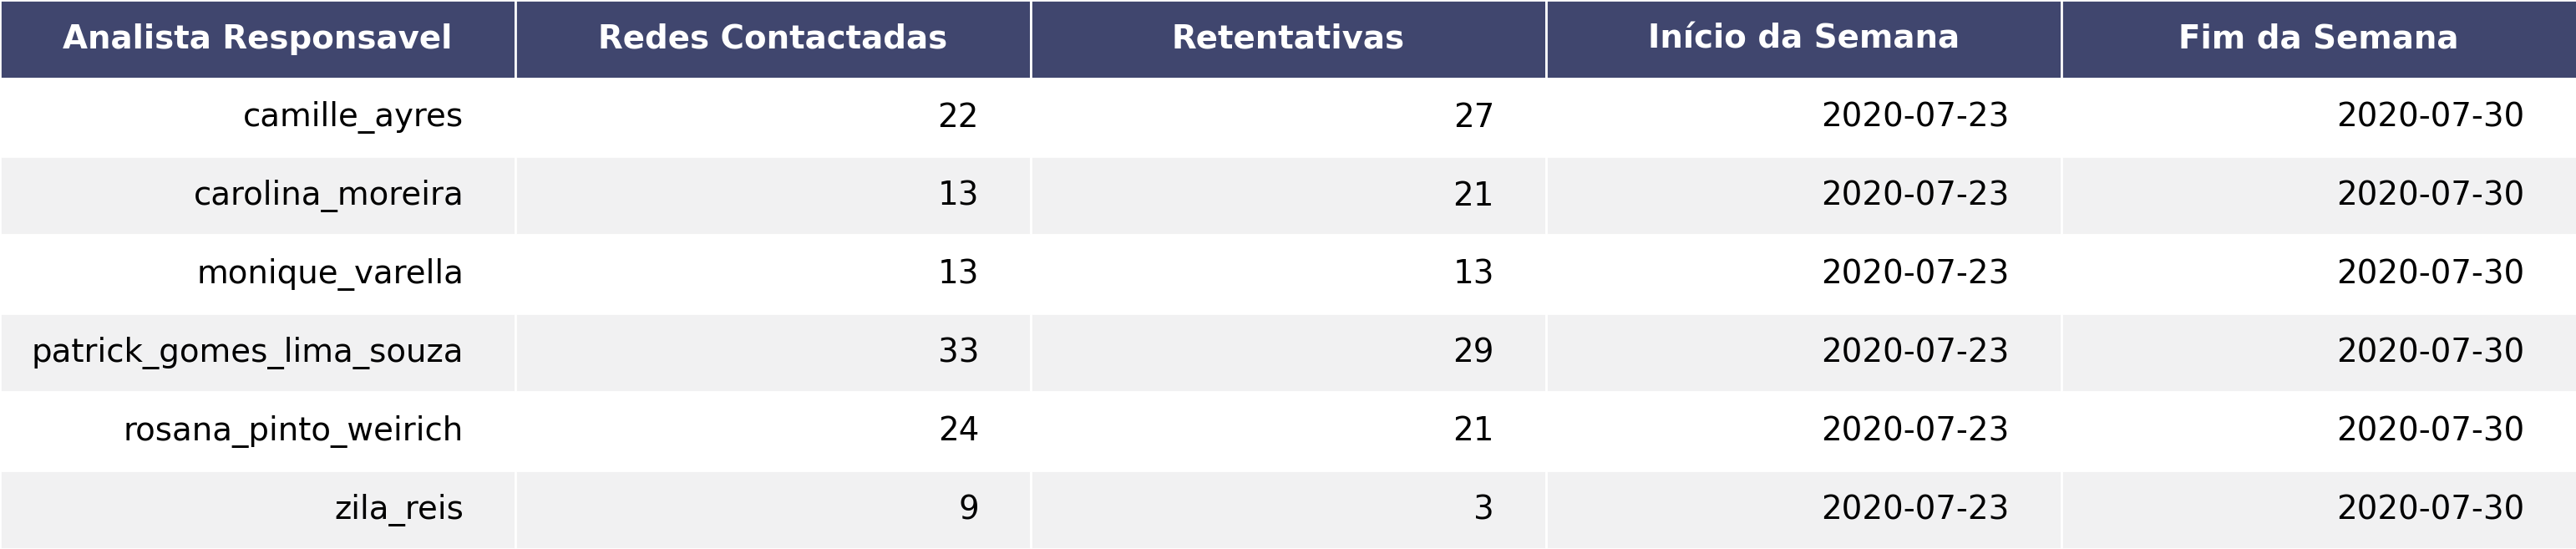 Analista Responsavel Redes Contactadas Retentativas Início da Semana Fim da Semana
camille_ayres 22 27 2020-07-23 2020-07-30
carolina_moreira 13 21 2020-07-23 2020-07-30
monique_varella 13 13 2020-07-23 2020-07-30
patrick_gomes_lima_souza 33 29 2020-07-23 2020-07-30
rosana_pinto_weirich 24 21 2020-07-23 2020-07-30
zila_reis 9 3 2020-07-23 2020-07-30